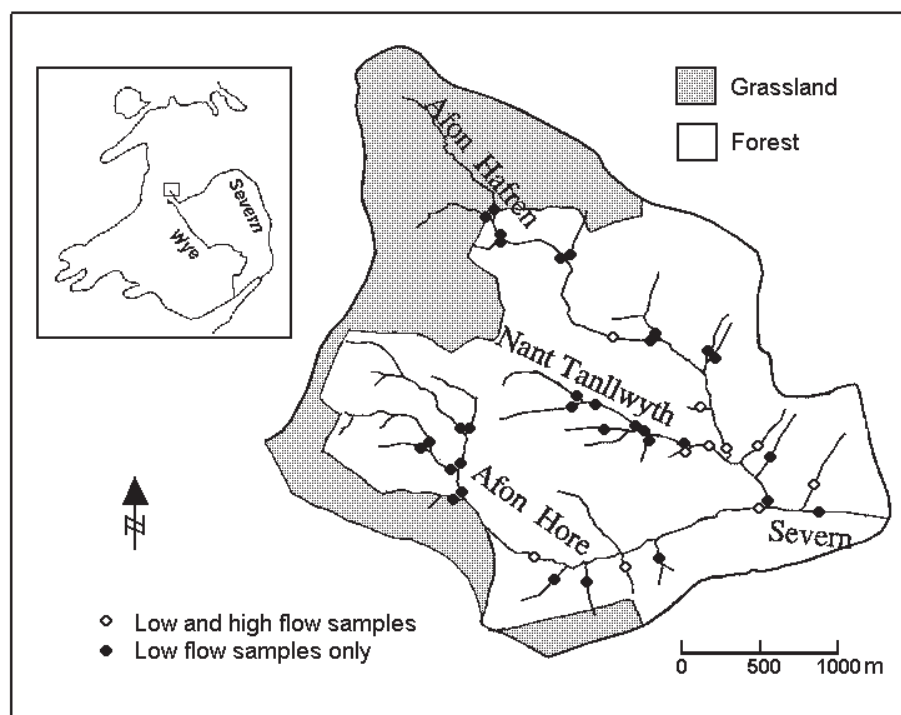 Grassland
Forest
Afon Hafren
Severn
Wye
Nant Tanllwyth
Afon Hore
Severn
N
Low and high flow samples
Low flow samples only
0 500 1000 m